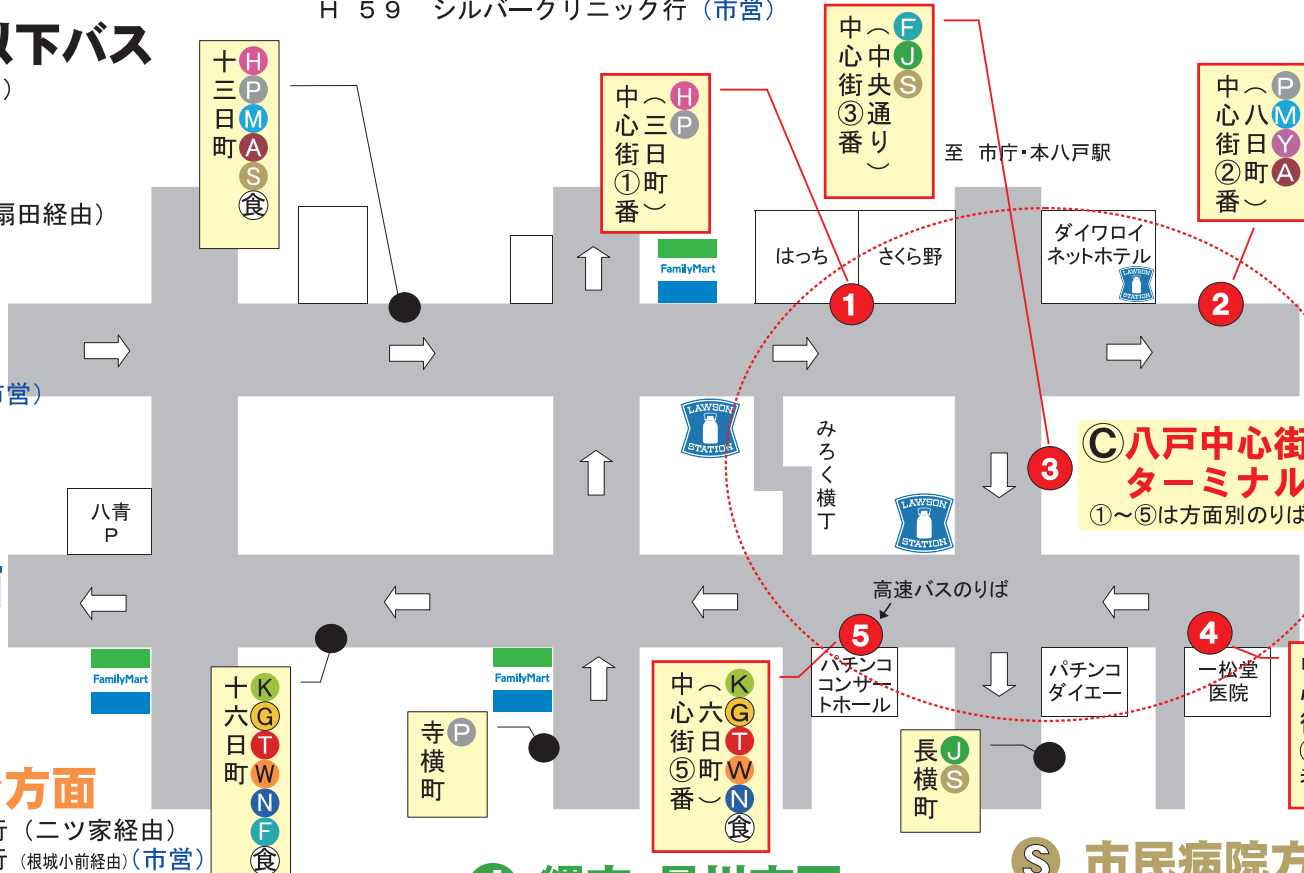 H 59 シルバークリニック行（市営）
以下バス
）
扇田経由）
市営）
十三日町
H
P
M
A
S
食
中心街①番
（三日町）
H
P
中心街③番
（中央通り）
F
J
S
至 市庁・本八戸駅
中心街②番
（八日町）
P
M
Y
A
FamilyMart
はっち
さくら野
ダイワロイ
ネットホテル
LAWSON
STATION
1
2
LAWSON
STATION
みろく横丁
3
C 八戸中心街
ターミナル
①〜⑤は方面別のりば
LAWSON
STATION
八青
P
高速バスのりば
5
4
FamilyMart
FamilyMart
パチンコ
コンサー
トホール
パチンコ
ダイエー
一松堂
医院
十六日町
K
G
T
W
N
F
食
寺横町
P
中心街⑤番
（六日町）
K
G
T
W
N
食
長横町
J
S
方面
行（二ツ家経由）
行（根城小前経由）（市営）
S 市民病院方